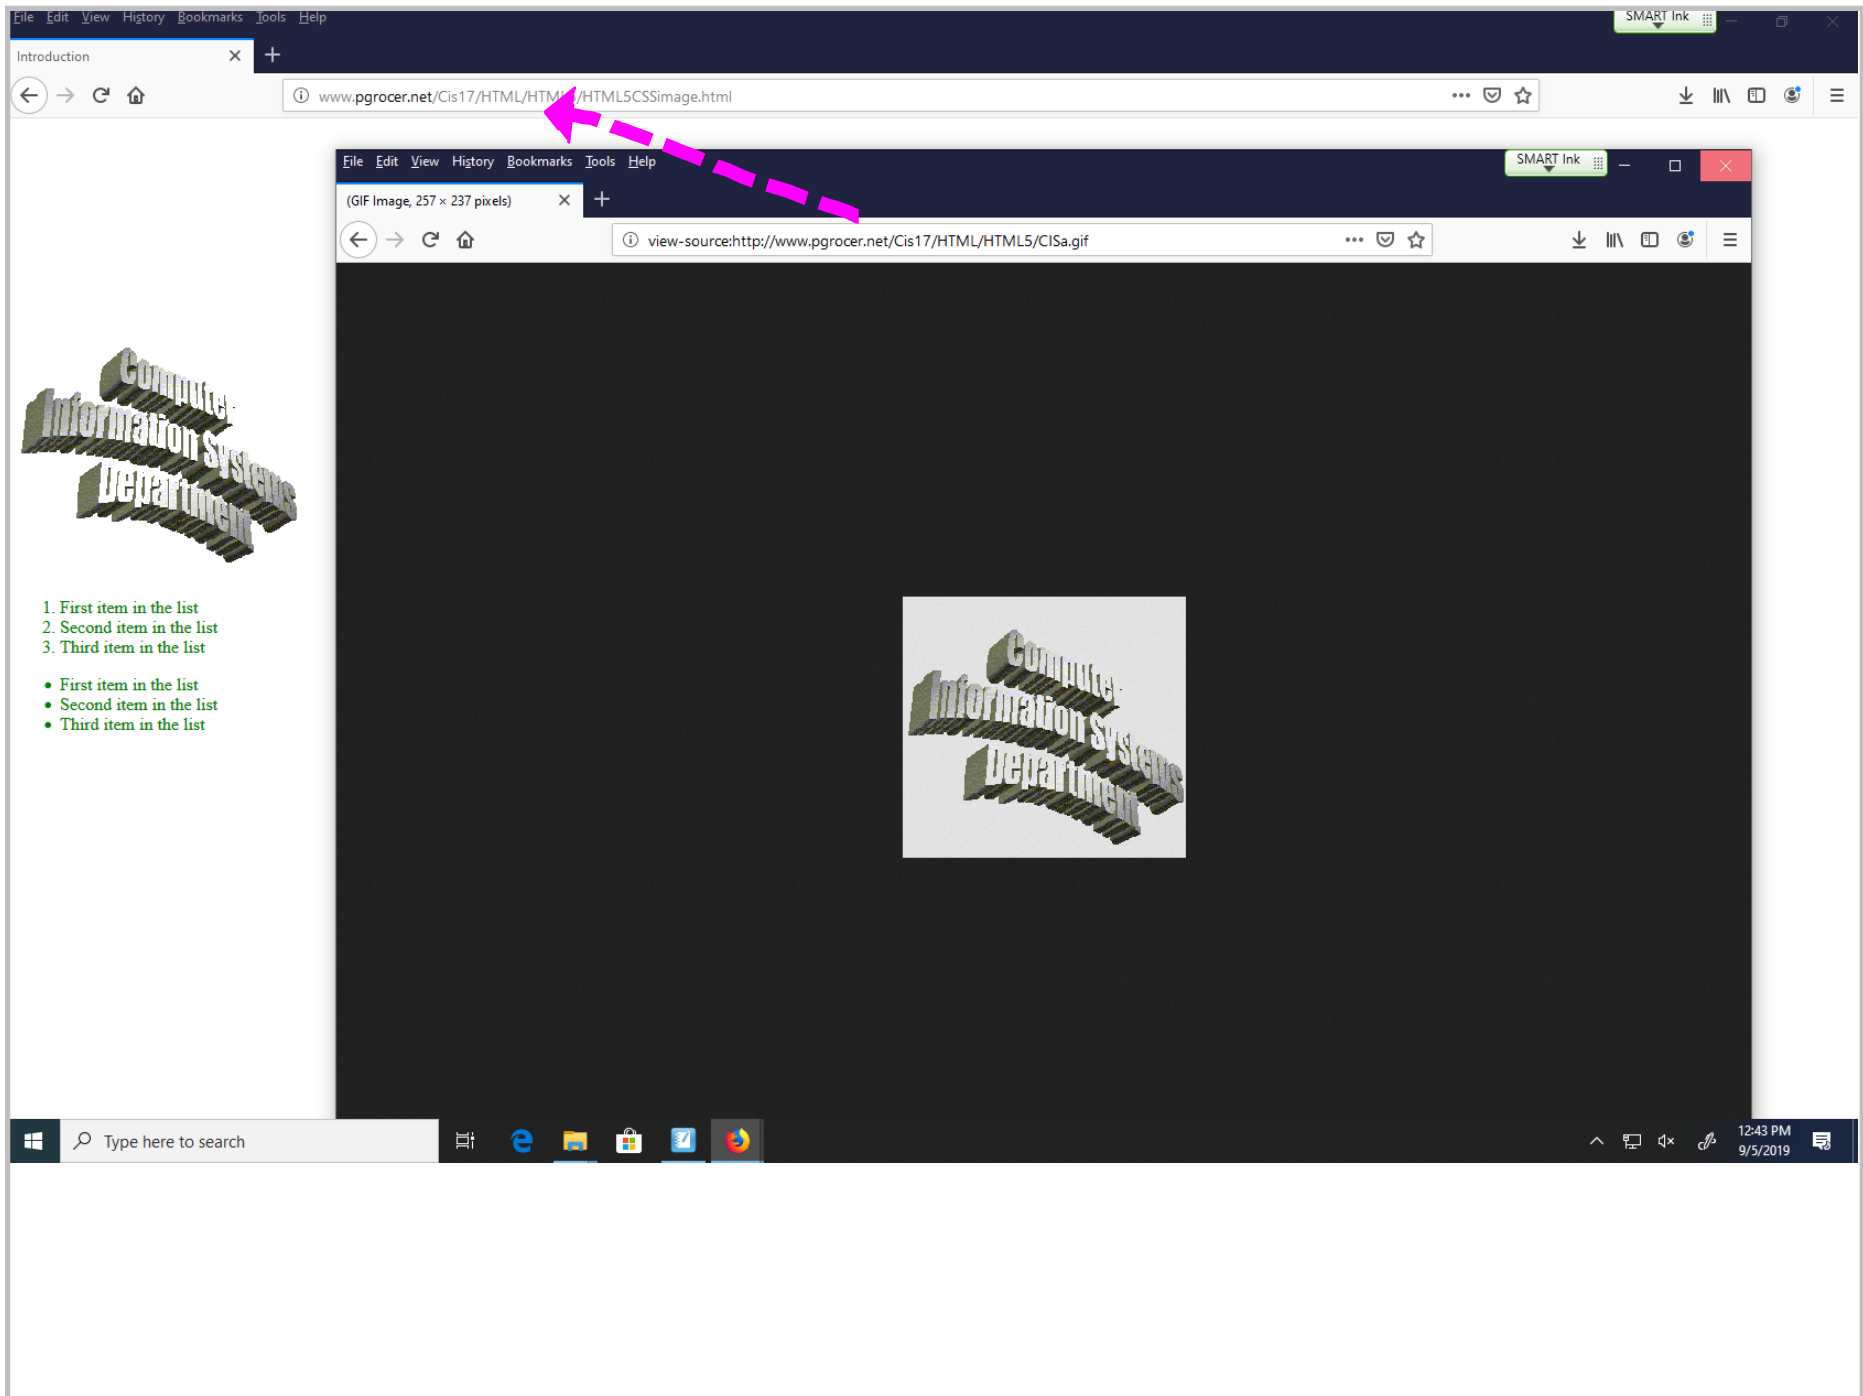 File Edit View History Bookmarks Tools Help
SMART Ink
Introduction
www.pgrocer.net/Cis17/HTML/HTML5/HTML5CSSimage.html
File Edit View History Bookmarks Tools Help
SMART Ink
(GIF Image, 257 × 237 pixels)
view-source:http://www.pgrocer.net/Cis17/HTML/HTML5/CISa.gif
Computer
Information Systems
Department
1. First item in the list
2. Second item in the list
3. Third item in the list
• First item in the list
• Second item in the list
• Third item in the list
Computer
Information Systems
Department
Type here to search
12:43 PM
9/5/2019